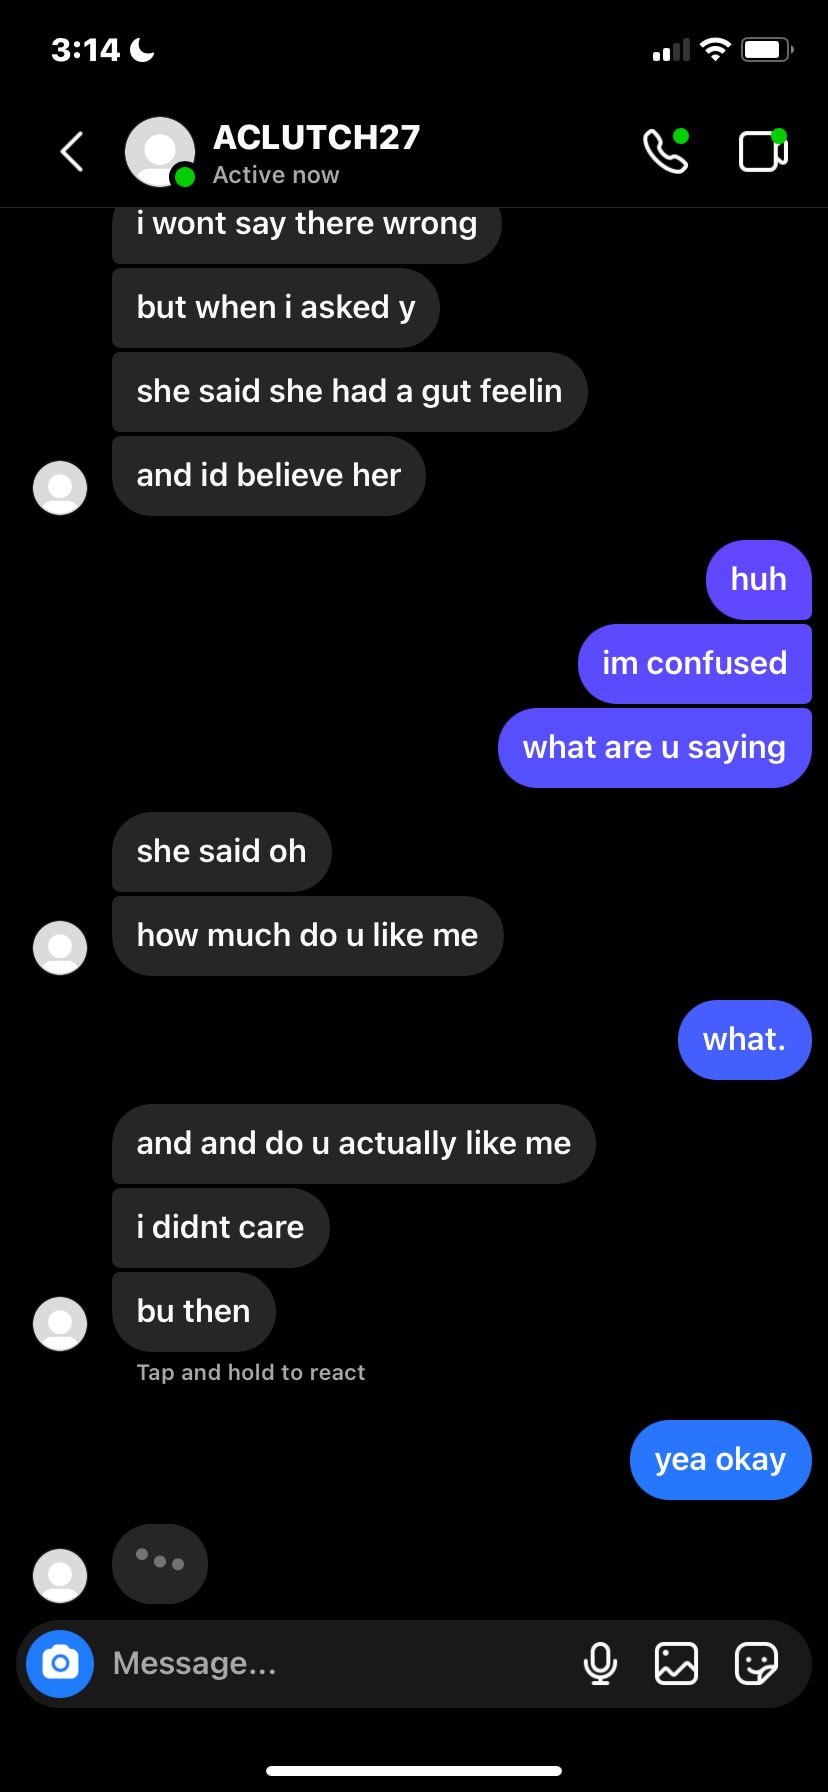 3:14
ACLUTCH27
Active now
i wont say there wrong
but when i asked y
she said she had a gut feelin
and id believe her
huh
im confused
what are u saying
she said oh
how much do u like me
what.
and and do u actually like me
i didnt care
bu then
Tap and hold to react
yea okay
Message...